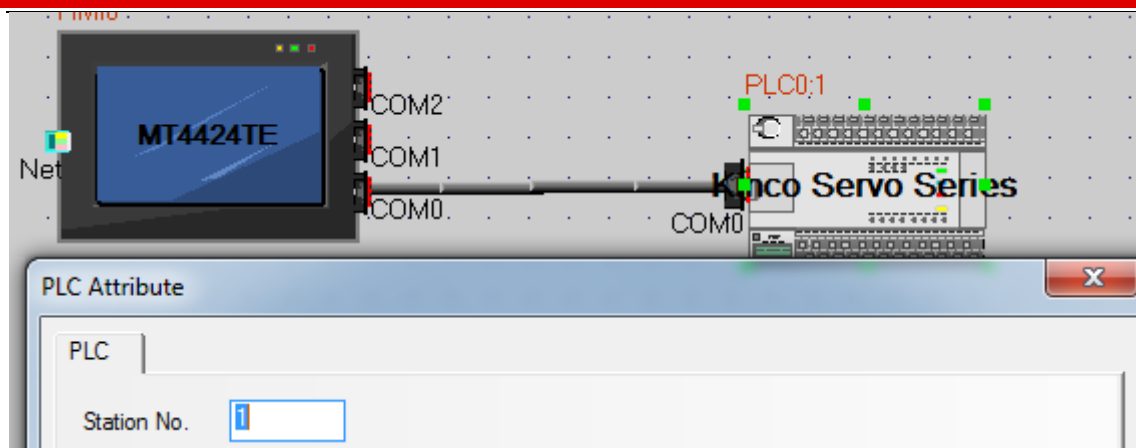 PLC0:1
COM2
MT4424TE
COM1
Net
Kinco Servo Series
COM0
COM0
PLC Attribute
X
PLC
Station No. 1